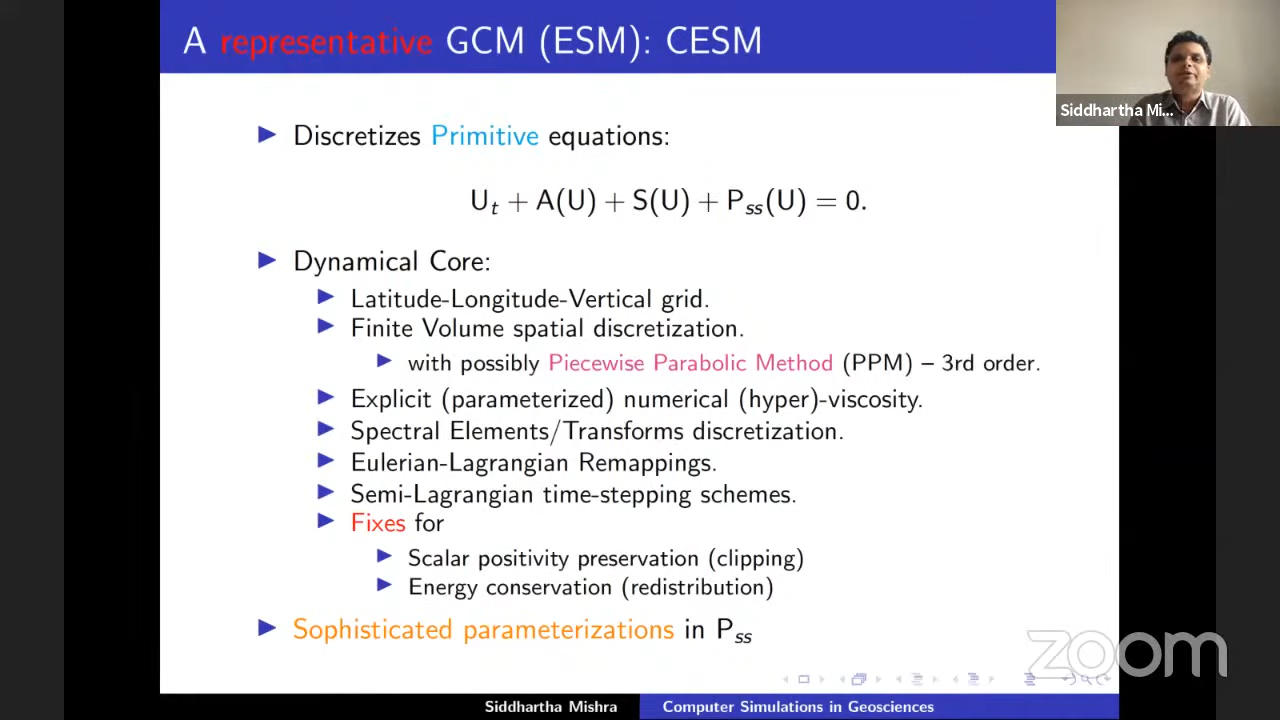 A representative GCM (ESM): CESM
Siddhartha Mi...
Discretizes Primitive equations:
U_t + A(U) + S(U) + P_ss(U) = 0.
Dynamical Core:
Latitude-Longitude-Vertical grid.
Finite Volume spatial discretization.
with possibly Piecewise Parabolic Method (PPM) – 3rd order.
Explicit (parameterized) numerical (hyper)-viscosity.
Spectral Elements/Transforms discretization.
Eulerian-Lagrangian Remappings.
Semi-Lagrangian time-stepping schemes.
Fixes for
Scalar positivity preservation (clipping)
Energy conservation (redistribution)
Sophisticated parameterizations in P_ss
zoom
Siddhartha Mishra
Computer Simulations in Geosciences